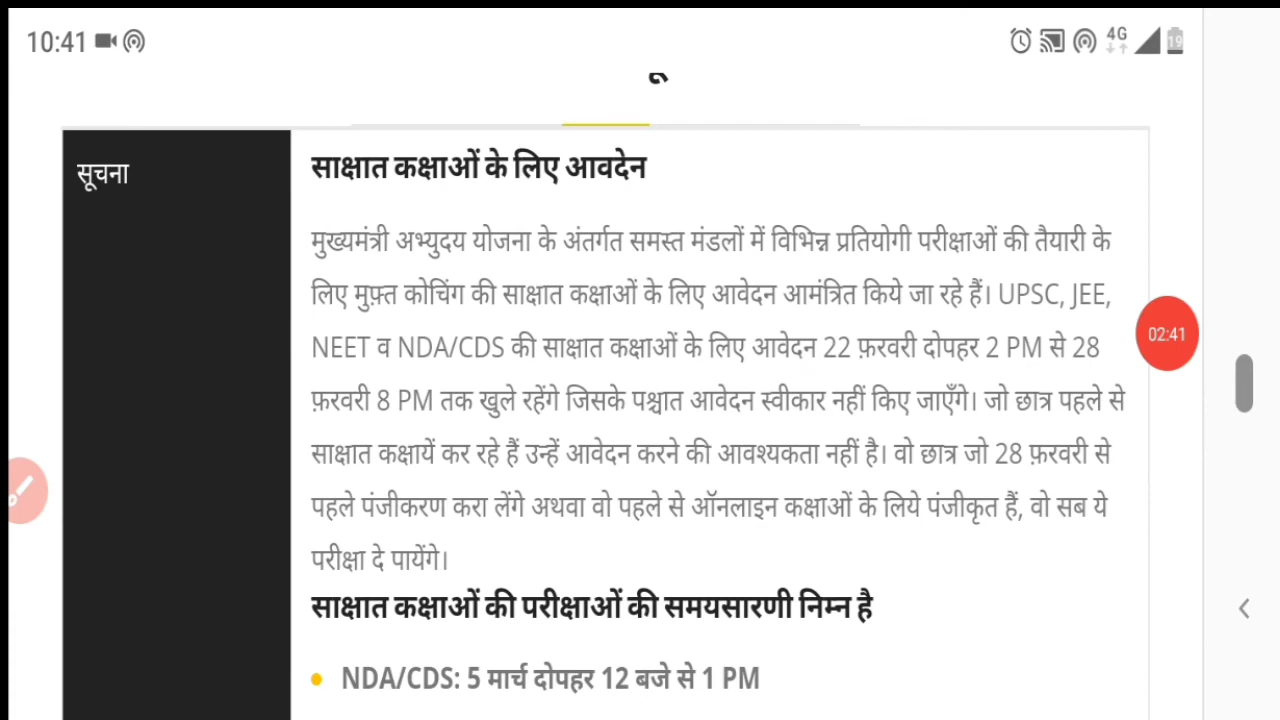 10:41
4G
19
सूचना
साक्षात कक्षाओं के लिए आवदेन
मुख्यमंत्री अभ्युदय योजना के अंतर्गत समस्त मंडलों में विभिन्न प्रतियोगी परीक्षाओं की तैयारी के
लिए मुफ़्त कोचिंग की साक्षात कक्षाओं के लिए आवेदन आमंत्रित किये जा रहे हैं। UPSC, JEE,
NEET व NDA/CDS की साक्षात कक्षाओं के लिए आवेदन 22 फ़रवरी दोपहर 2 PM से 28
फ़रवरी 8 PM तक खुले रहेंगे जिसके पश्चात आवेदन स्वीकार नहीं किए जाएँगे। जो छात्र पहले से
साक्षात कक्षायें कर रहे हैं उन्हें आवेदन करने की आवश्यकता नहीं है। वो छात्र जो 28 फ़रवरी से
पहले पंजीकरण करा लेंगे अथवा वो पहले से ऑनलाइन कक्षाओं के लिये पंजीकृत हैं, वो सब ये
परीक्षा दे पायेंगे।
02:41
साक्षात कक्षाओं की परीक्षाओं की समयसारणी निम्न है
NDA/CDS: 5 मार्च दोपहर 12 बजे से 1 PM